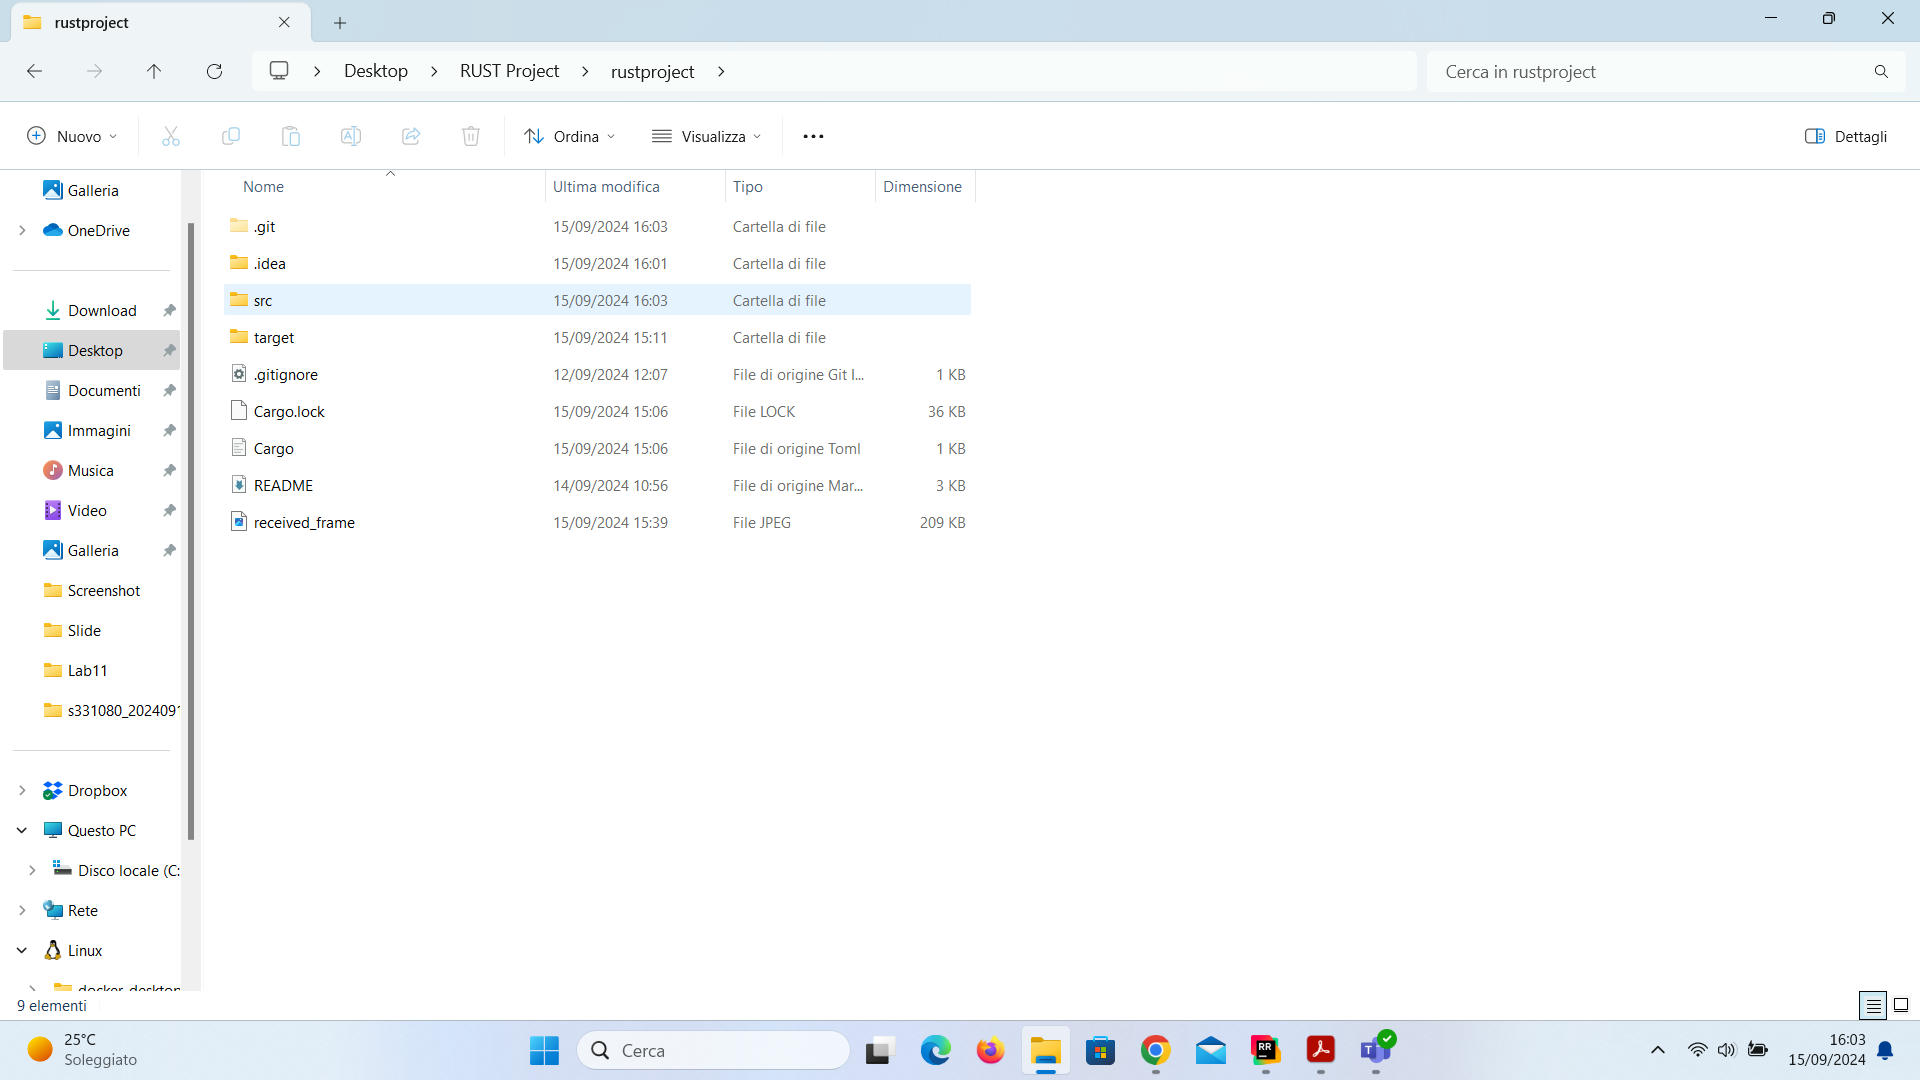 rustproject
Desktop
RUST Project
rustproject
Cerca in rustproject
Nuovo
Ordina
Visualizza
Dettagli
Galleria
OneDrive
Download
Desktop
Documenti
Immagini
Musica
Video
Galleria
Screenshot
Slide
Lab11
s331080_202409
Dropbox
Questo PC
Disco locale (C:
Rete
Linux
docker-desktop
Nome Ultima modifica Tipo Dimensione
.git 15/09/2024 16:03 Cartella di file
.idea 15/09/2024 16:01 Cartella di file
src 15/09/2024 16:03 Cartella di file
target 15/09/2024 15:11 Cartella di file
.gitignore 12/09/2024 12:07 File di origine Git I... 1 KB
Cargo.lock 15/09/2024 15:06 File LOCK 36 KB
Cargo 15/09/2024 15:06 File di origine Toml 1 KB
README 14/09/2024 10:56 File di origine Mar... 3 KB
received_frame 15/09/2024 15:39 File JPEG 209 KB
9 elementi
25°C
Soleggiato
Cerca
RR
T
16:03
15/09/2024